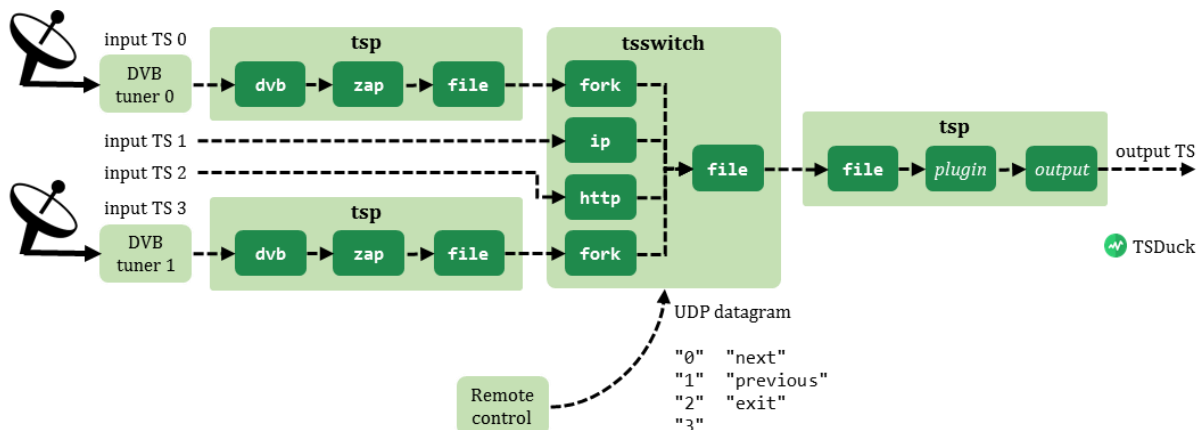 input TS 0
DVB
tuner 0
tsp
dvb
zap
file
tsswitch
fork
input TS 1
ip
input TS 2
http
input TS 3
DVB
tuner 1
tsp
dvb
zap
file
fork
file
tsp
file
plugin
output
output TS
TSDuck
UDP datagram
"0" "next"
"1" "previous"
"2" "exit"
"3"
Remote
control